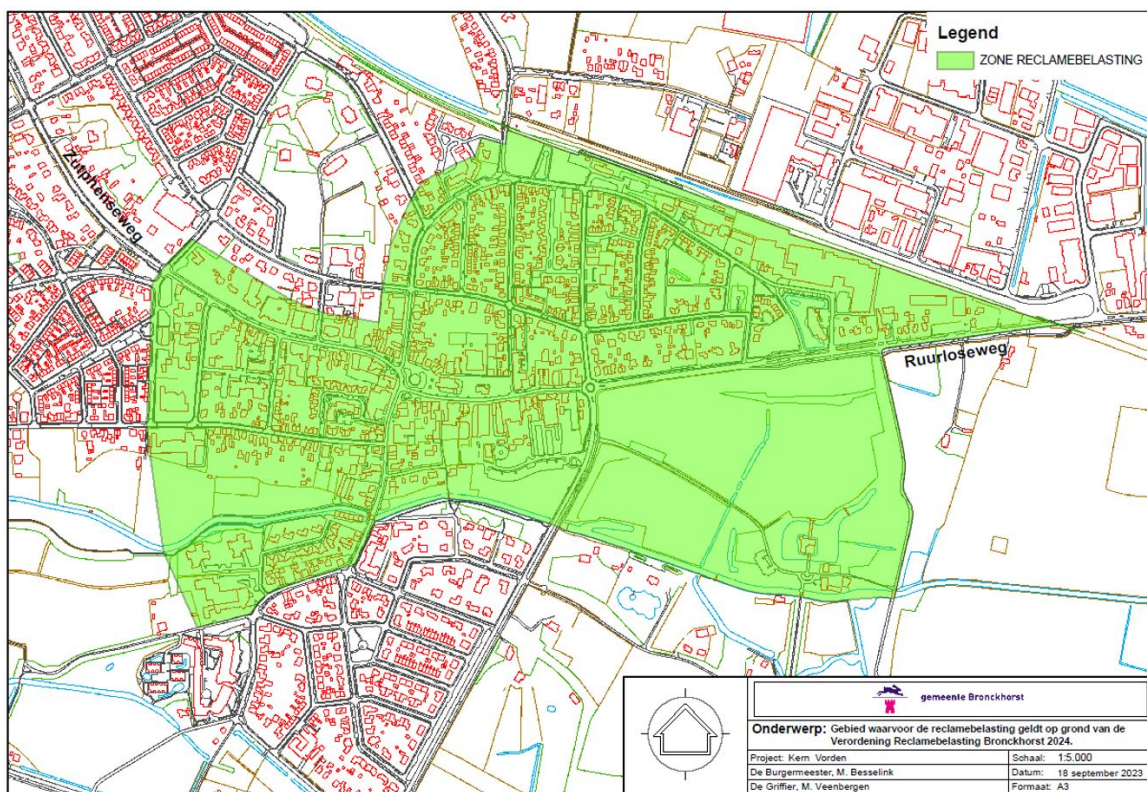 Legend
ZONE RECLAMEBELASTING
Zutphenseweg
Ruurloseweg
gemeente Bronckhorst
Onderwerp: Gebied waarvoor de reclamebelasting geldt op grond van de
Verordening Reclamebelasting Bronckhorst 2024.
Project: Kern Vorden
Schaal: 1:5.000
De Burgermeester, M. Besselink
Datum: 18 september 2023
De Griffier, M. Veenbergen
Formaat: A3